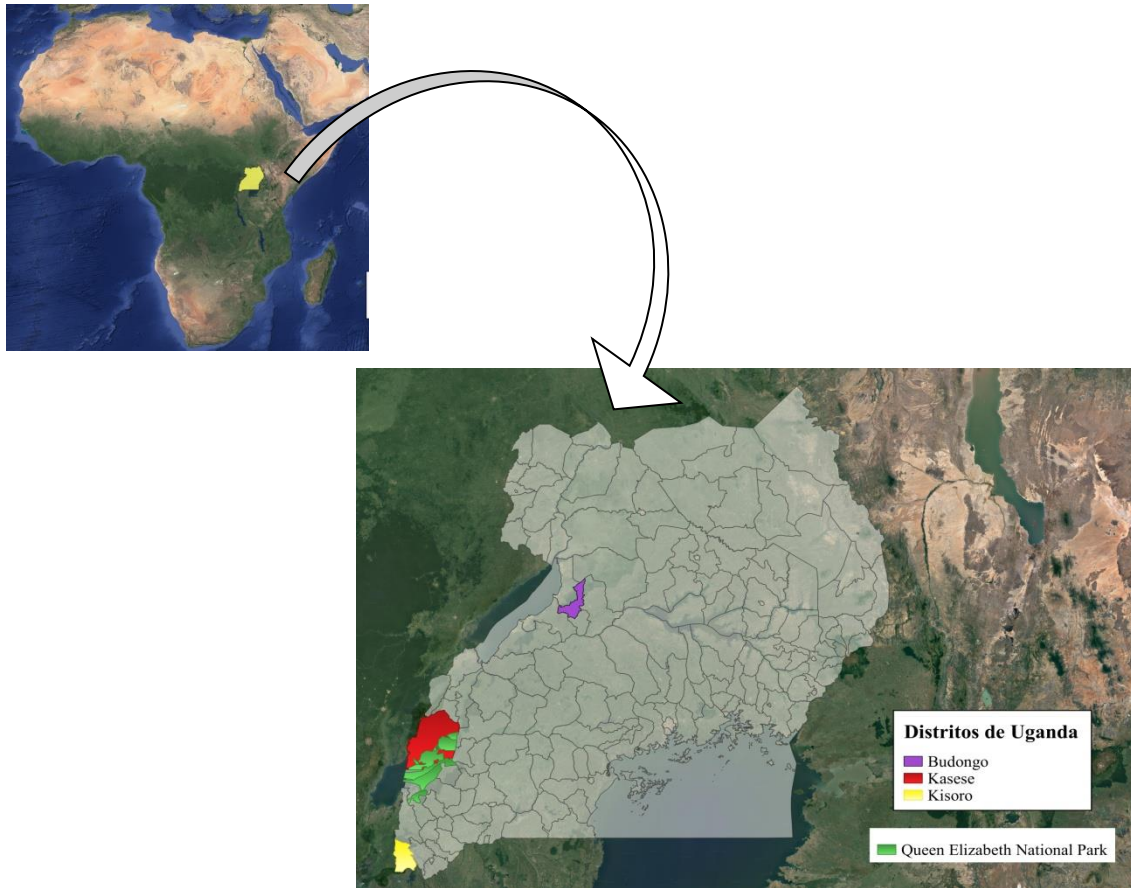 Distritos de Uganda
Budongo
Kasese
Kisoro
Queen Elizabeth National Park